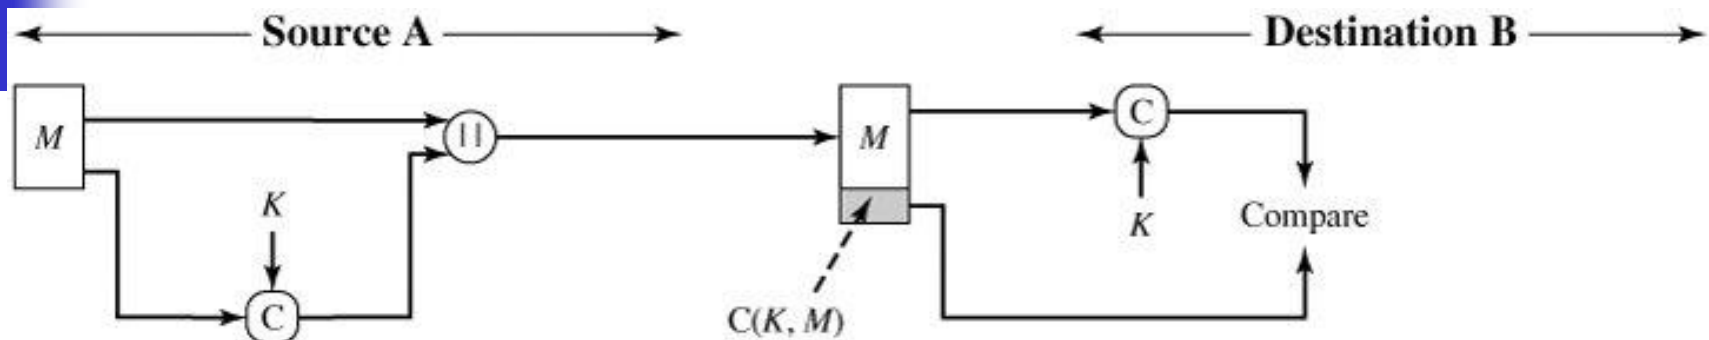 Source A
Destination B
M
||
M
C
K
K
Compare
C
C(K, M)